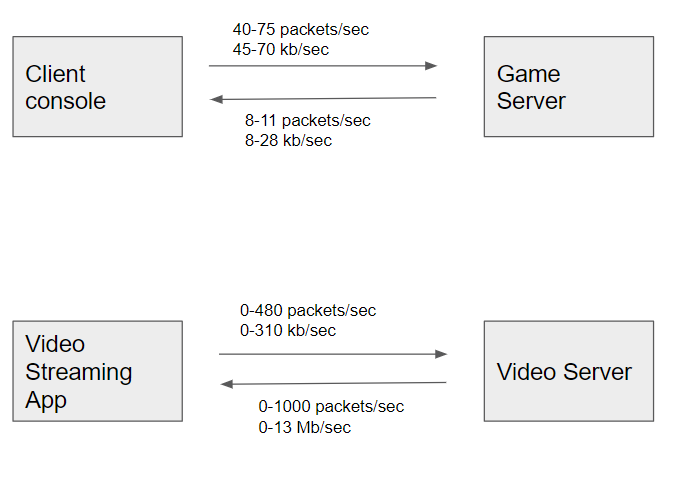 40-75 packets/sec
45-70 kb/sec
Client
console
Game
Server
8-11 packets/sec
8-28 kb/sec
0-480 packets/sec
0-310 kb/sec
Video
Streaming
App
Video Server
0-1000 packets/sec
0-13 Mb/sec